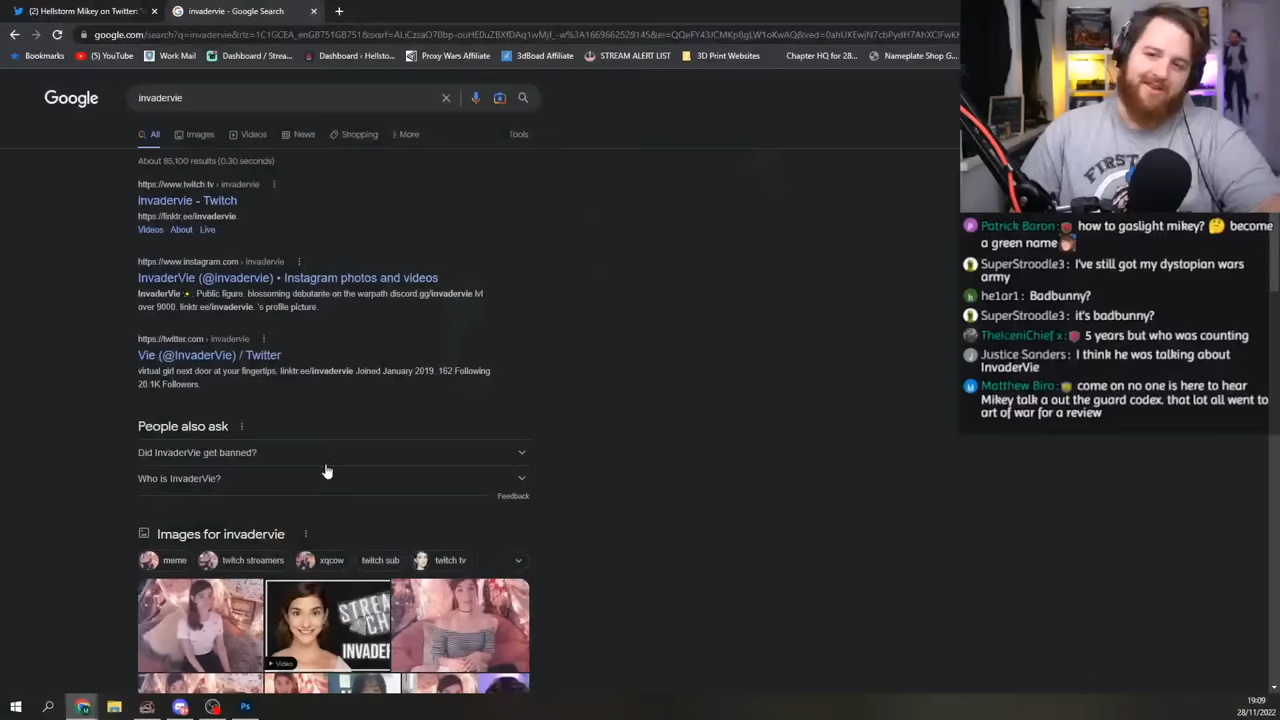 (2) Hellstorm Mikey on Twitter:
invadervie - Google Search
Bookmarks
(5) YouTube
Work Mail
Dashboard / Strea...
Dashboard ‹ Hellsto...
Proxy Wars Affiliate
3dBoad Affiliate
STREAM ALERT LIST
3D Print Websites
Chapter HQ for 28...
Nameplate Shop G...
Google
invadervie
All
Images
Videos
News
Shopping
More
Tools
About 85,100 results (0.30 seconds)
https://www.twitch.tv › invadervie
invadervie - Twitch
https://linktr.ee/invadervie
Videos About Live
https://www.instagram.com › invadervie
InvaderVie (@invadervie) • Instagram photos and videos
InvaderVie ✨. Public figure. blossoming debutante on the warpath discord.gg/invadervie lvl
over 9000. linktr.ee/invadervie. 's profile picture.
https://twitter.com › invadervie
Vie (@InvaderVie) / Twitter
virtual girl next door at your fingertips. linktr.ee/invadervie Joined January 2019. 162 Following
20.1K Followers.
People also ask
Did InvaderVie get banned?
Who is InvaderVie?
Feedback
Images for invadervie
meme
twitch streamers
xqcow
twitch sub
twitch tv
STREA
CH
INVADER
Video
FIRST
Patrick Baron: how to gaslight mikey? 🤔 become
a green name
SuperStroodle3: I've still got my dystopian wars
army
he1ar1: Badbunny?
SuperStroodle3: it's badbunny?
TheIceniChief x: 5 years but who was counting
Justice Sanders: I think he was talking about
InvaderVie
Matthew Biro: come on no one is here to hear
Mikey talk a out the guard codex. that lot all went to
art of war for a review
19:09
28/11/2022